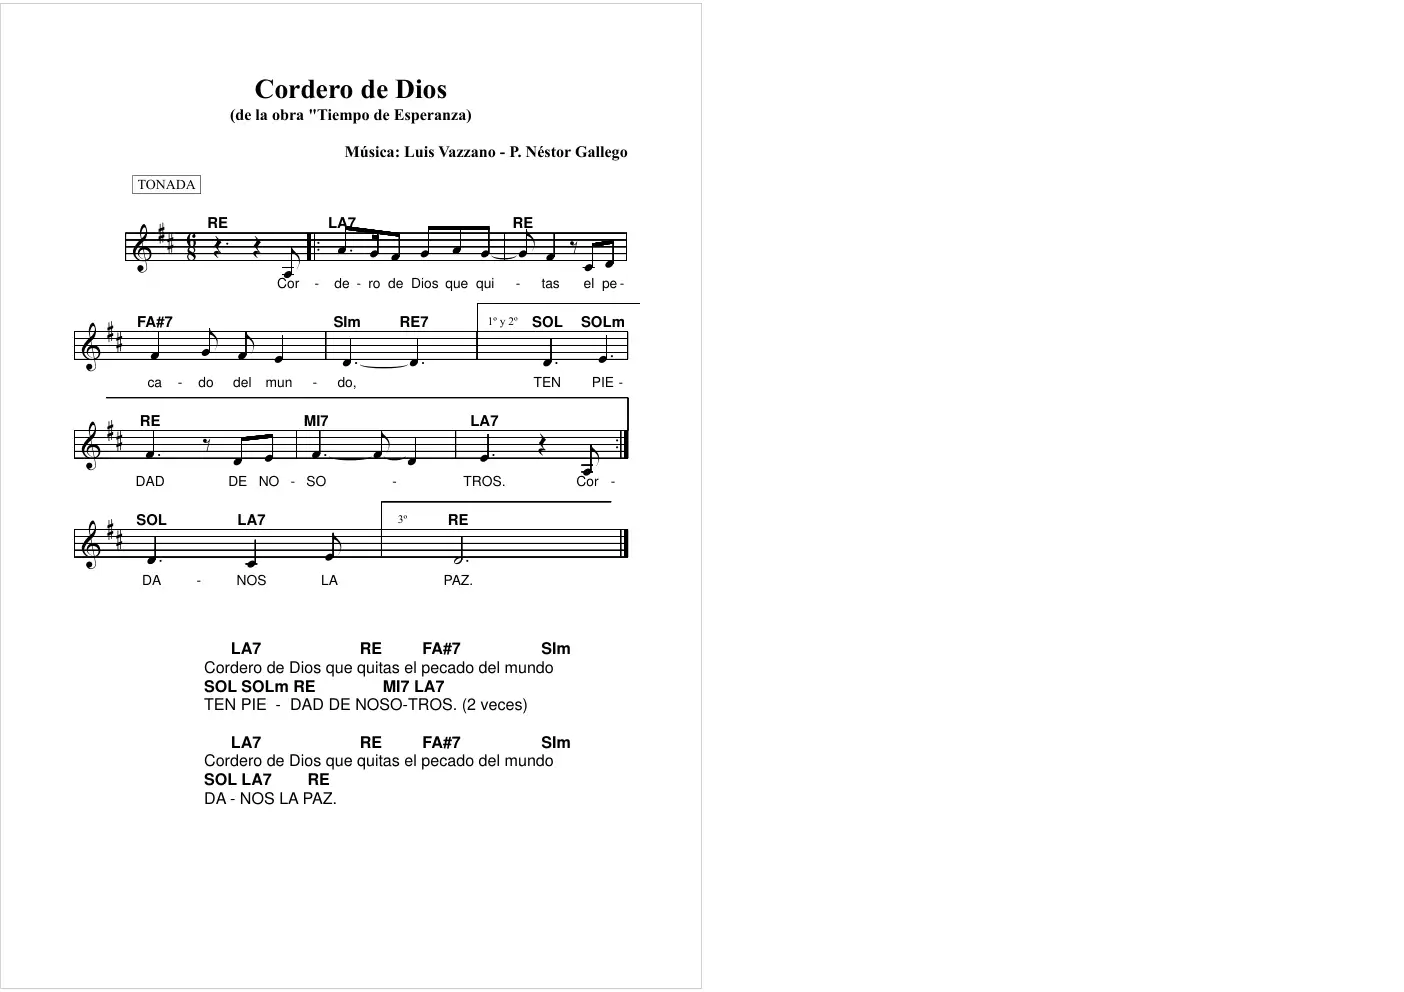 Cordero de Dios
(de la obra "Tiempo de Esperanza)
Música: Luis Vazzano - P. Néstor Gallego
TONADA
RE LA7 RE
6
8
Cor - de - ro de Dios que qui - tas el pe -
FA#7 SIm RE7 1º y 2º SOL SOLm
ca - do del mun - do, TEN PIE -
RE MI7 LA7
DAD DE NO - SO - TROS. Cor -
SOL LA7 3º RE
DA - NOS LA PAZ.
LA7 RE FA#7 SIm
Cordero de Dios que quitas el pecado del mundo
SOL SOLm RE MI7 LA7
TEN PIE - DAD DE NOSO-TROS. (2 veces)
LA7 RE FA#7 SIm
Cordero de Dios que quitas el pecado del mundo
SOL LA7 RE
DA - NOS LA PAZ.